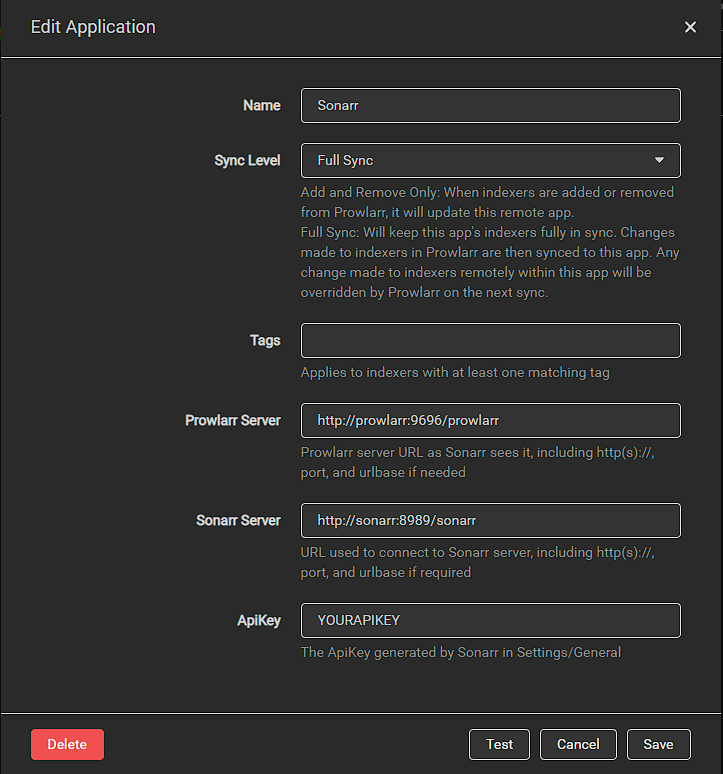 Edit Application
Name
Sonarr
Sync Level
Full Sync
Add and Remove Only: When indexers are added or removed
from Prowlarr, it will update this remote app.
Full Sync: Will keep this app's indexers fully in sync. Changes
made to indexers in Prowlarr are then synced to this app. Any
change made to indexers remotely within this app will be
overridden by Prowlarr on the next sync.
Tags
Applies to indexers with at least one matching tag
Prowlarr Server
http://prowlarr:9696/prowlarr
Prowlarr server URL as Sonarr sees it, including http(s)://,
port, and urlbase if needed
Sonarr Server
http://sonarr:8989/sonarr
URL used to connect to Sonarr server, including http(s)://,
port, and urlbase if required
ApiKey
YOURAPIKEY
The ApiKey generated by Sonarr in Settings/General
Delete
Test
Cancel
Save